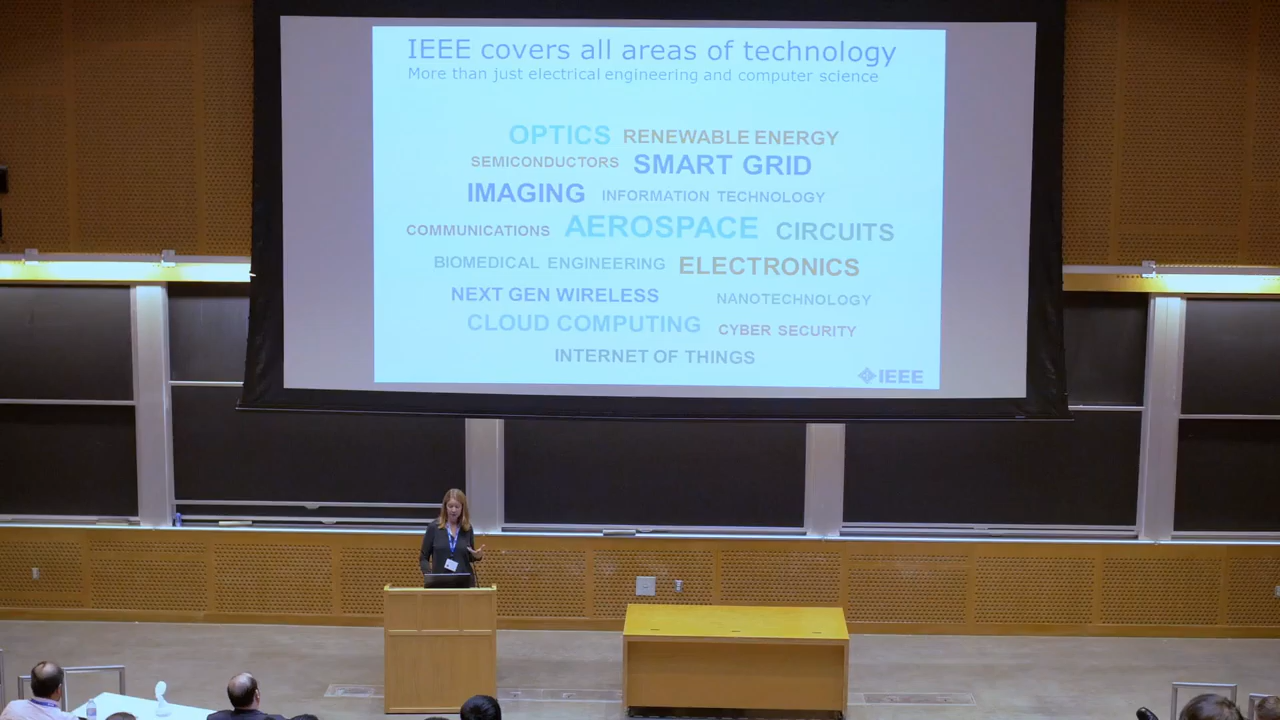 IEEE covers all areas of technology
More than just electrical engineering and computer science
OPTICS RENEWABLE ENERGY
SEMICONDUCTORS SMART GRID
IMAGING INFORMATION TECHNOLOGY
COMMUNICATIONS AEROSPACE CIRCUITS
BIOMEDICAL ENGINEERING ELECTRONICS
NEXT GEN WIRELESS NANOTECHNOLOGY
CLOUD COMPUTING CYBER SECURITY
INTERNET OF THINGS
IEEE